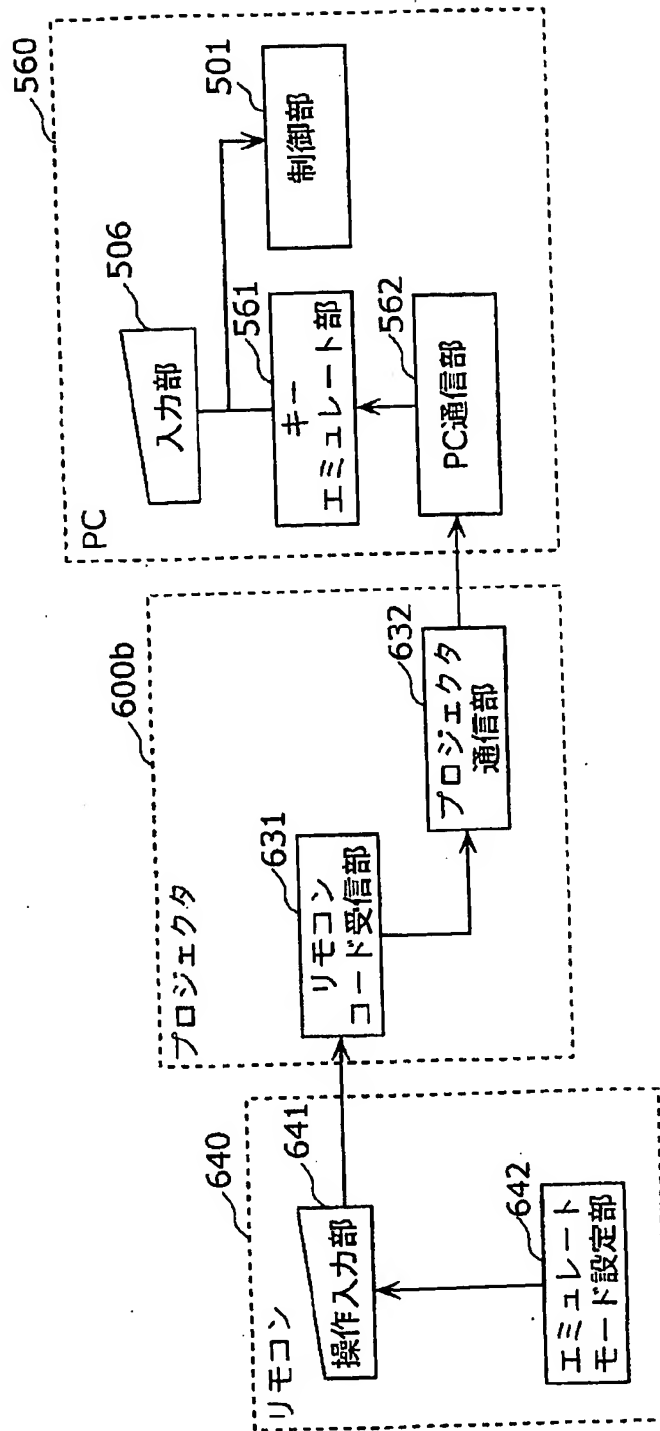 リモコン
640
操作入力部
641
エミュレート
モード設定部
642
プロジェクタ
600b
リモコン
コード受信部
631
プロジェクタ
通信部
632
PC
560
入力部
506
キー
エミュレート部
561
PC通信部
562
制御部
501